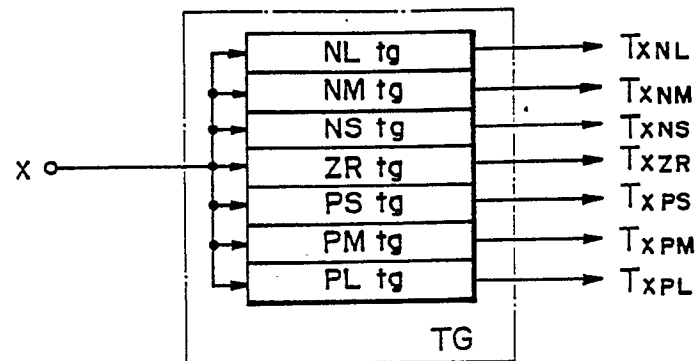 NL tg TXNL
NM tg TXNM
NS tg TXNS
X ZR tg TXZR
PS tg TXPS
PM tg TXPM
PL tg TXPL
TG